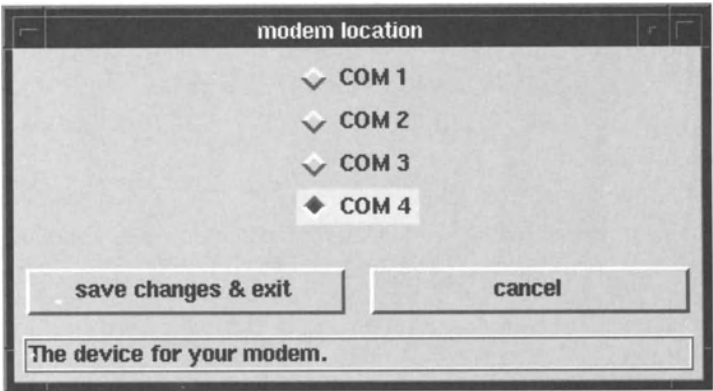 modem location
COM 1
COM 2
COM 3
COM 4
save changes & exit
cancel
The device for your modem.